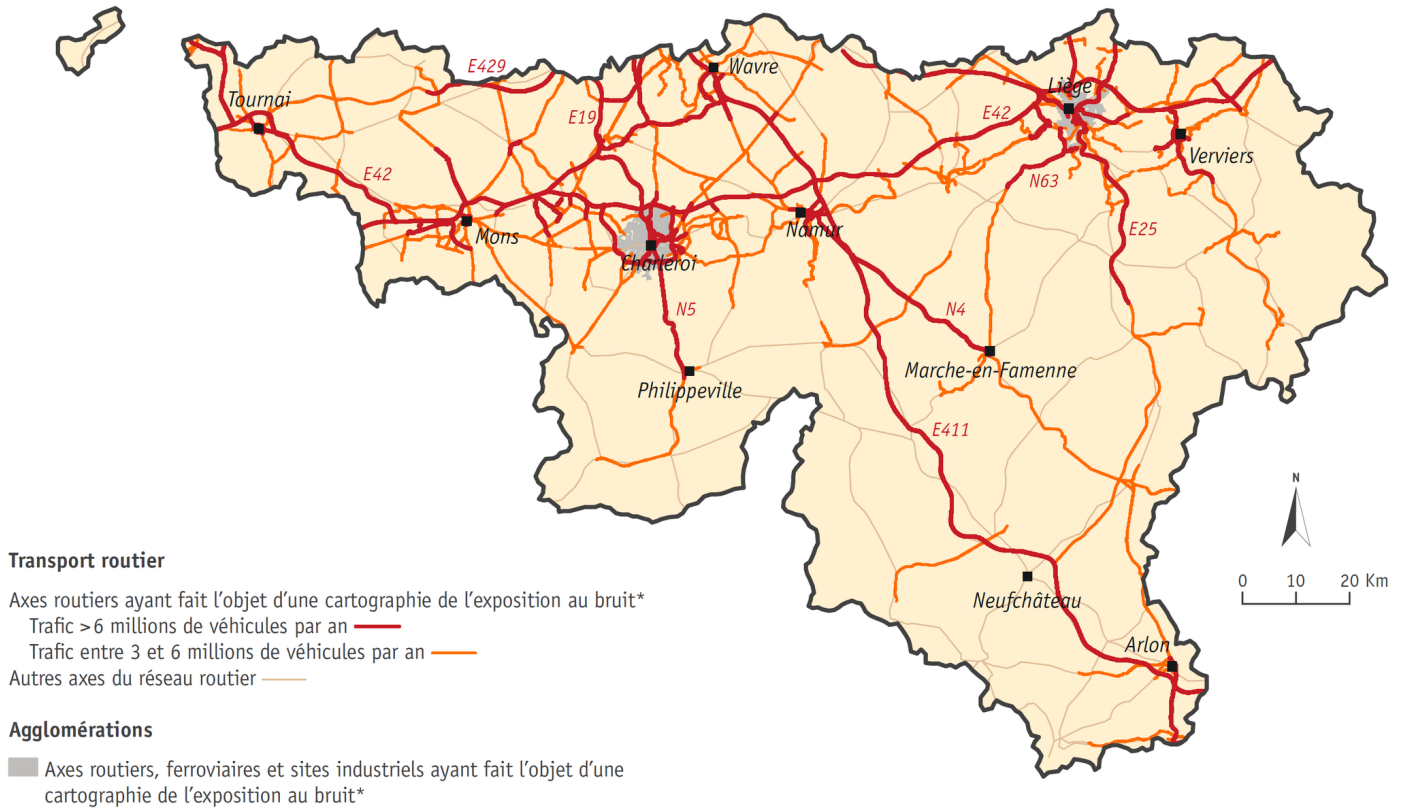 E429
Wavre
Liège
Tournai
E19
E42
Verviers
E42
N63
Mons
Namur
E25
Charleroi
N5
N4
Marche-en-Famenne
Philippeville
E411
N
Transport routier
0 10 20 Km
Axes routiers ayant fait l'objet d'une cartographie de l'exposition au bruit*
Neufchâteau
Trafic >6 millions de véhicules par an
Trafic entre 3 et 6 millions de véhicules par an
Arlon
Autres axes du réseau routier
Agglomérations
Axes routiers, ferroviaires et sites industriels ayant fait l'objet d'une
cartographie de l'exposition au bruit*